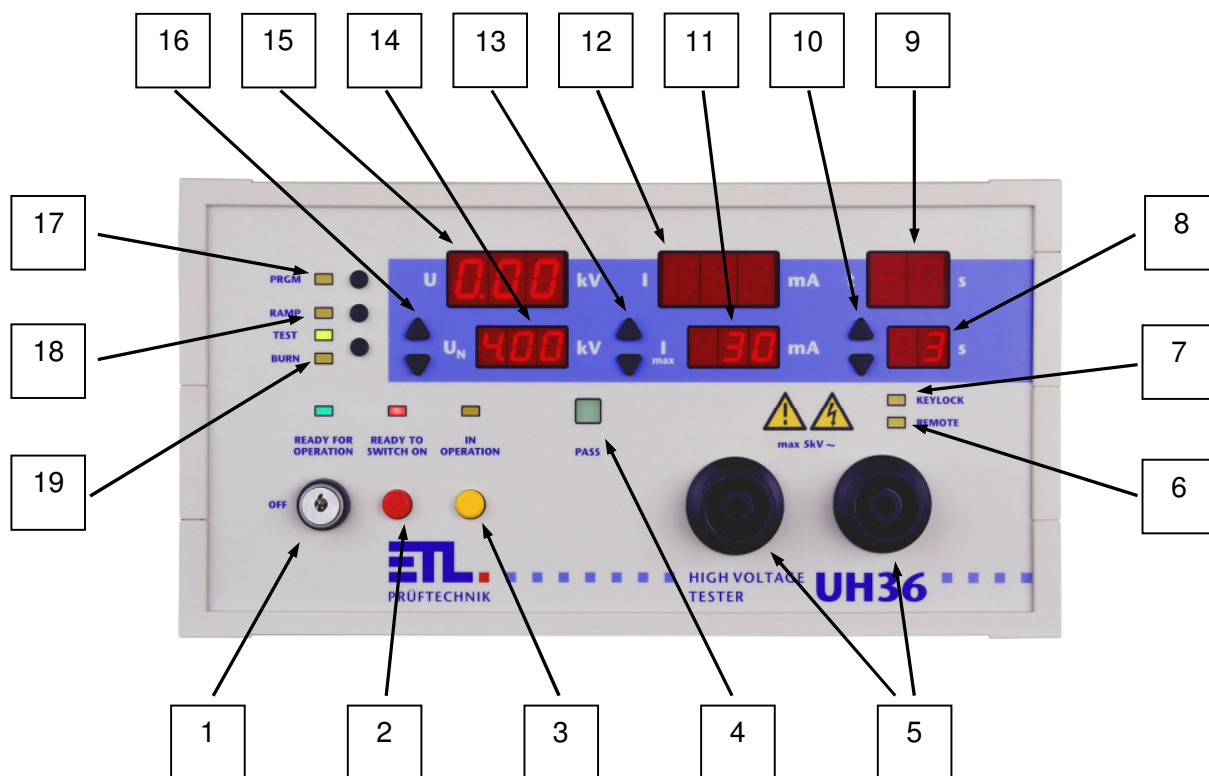 16 15 14 13 12 11 10 9
17
8
PRGM
U 0.00 kV I mA s
RAMP
TEST
U_N 4.00 kV I max 30 mA 3 s
BURN
18
7
KEYLOCK
REMOTE
READY FOR OPERATION
READY TO SWITCH ON
IN OPERATION
PASS
max 5kV ~
19
6
OFF
ETL.
PRÜFTECHNIK
HIGH VOLTAGE
TESTER
UH36
1 2 3 4 5